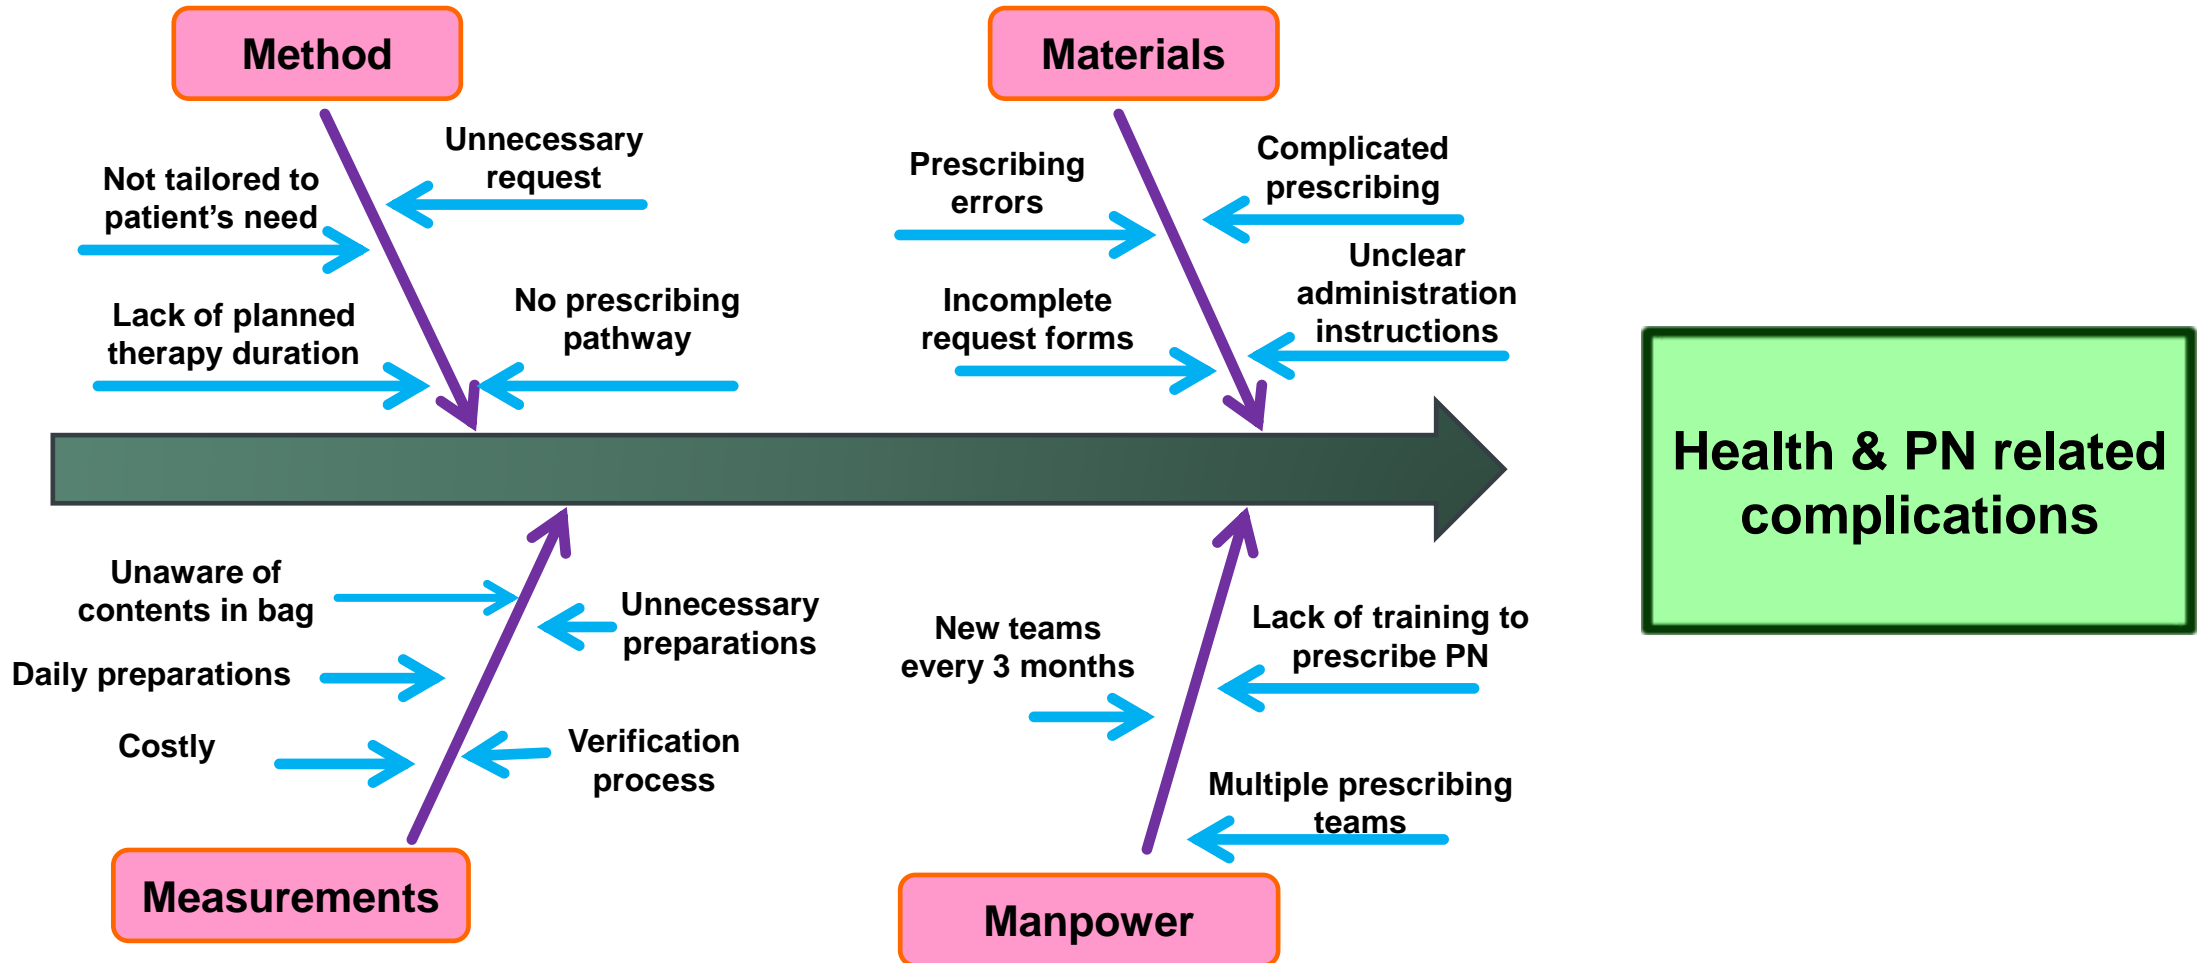 Method
Materials
Unnecessary
request
Not tailored to
patient's need
Lack of planned
therapy duration
No prescribing
pathway
Prescribing
errors
Complicated
prescribing
Incomplete
request forms
Unclear
administration
instructions
Health & PN related
complications
Unaware of
contents in bag
Unnecessary
preparations
Daily preparations
Costly
Verification
process
New teams
every 3 months
Lack of training to
prescribe PN
Multiple prescribing
teams
Measurements
Manpower